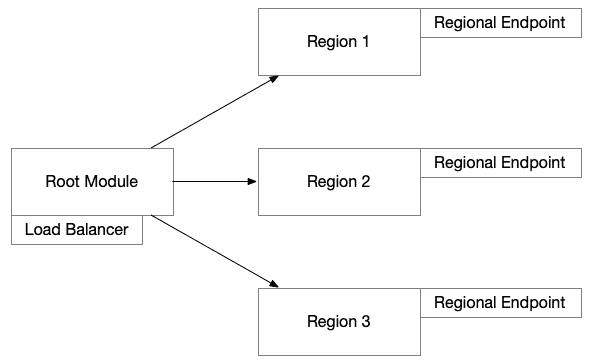 Region 1
Regional Endpoint
Root Module
Load Balancer
Region 2
Regional Endpoint
Region 3
Regional Endpoint